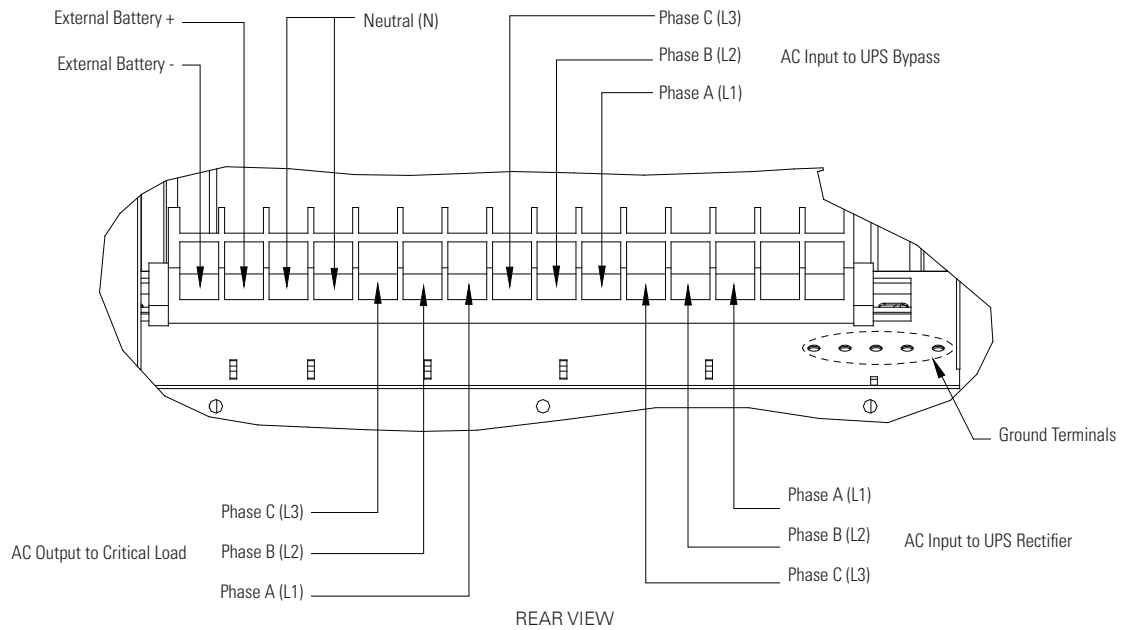 External Battery +
External Battery -
Neutral (N)
Phase C (L3)
Phase B (L2)
Phase A (L1)
AC Input to UPS Bypass
Ground Terminals
AC Output to Critical Load
Phase C (L3)
Phase B (L2)
Phase A (L1)
Phase A (L1)
Phase B (L2)
Phase C (L3)
AC Input to UPS Rectifier
REAR VIEW